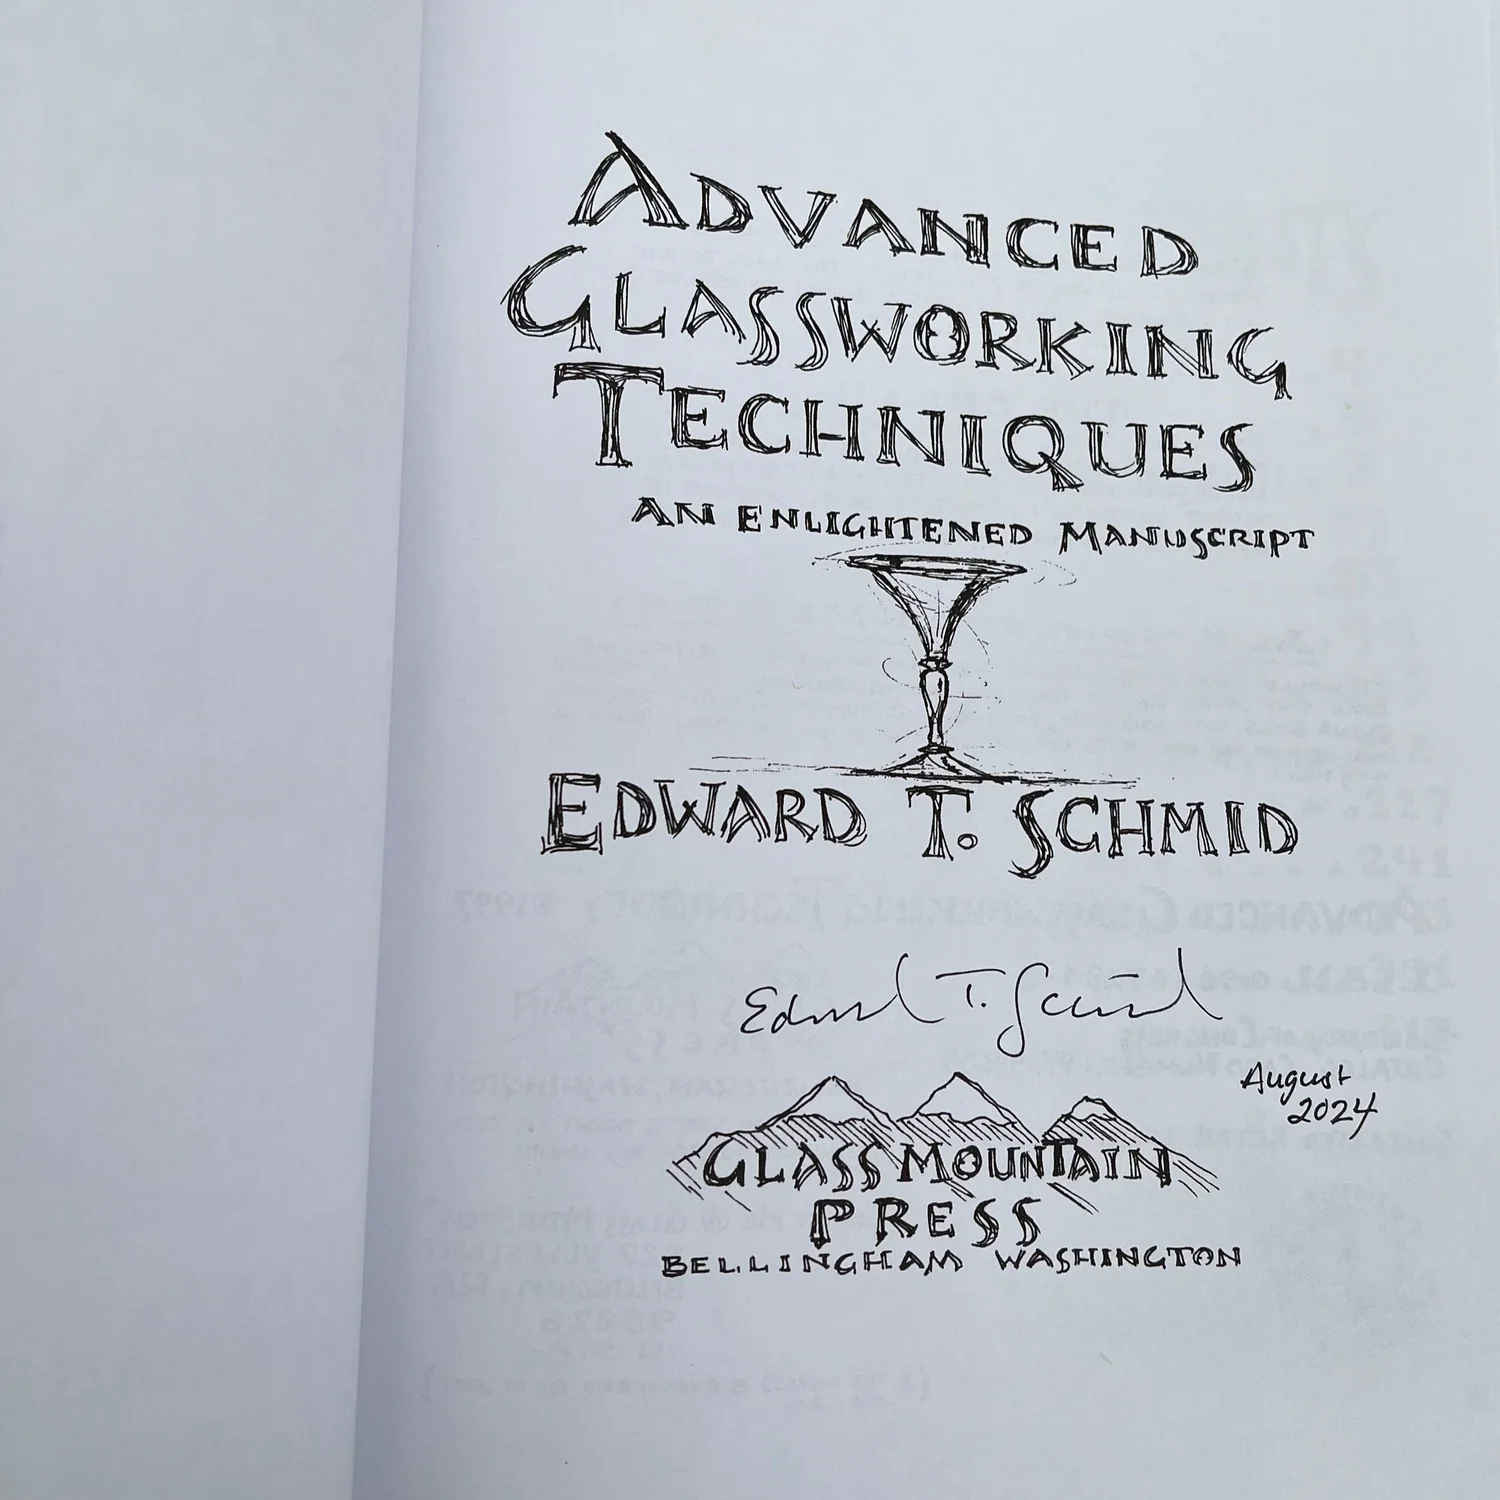 ADVANCED
GLASSWORKING
TECHNIQUES
AN ENLIGHTENED MANUSCRIPT
EDWARD T. SCHMID
Edward T. Schmid
August
2024
GLASS MOUNTAIN
PRESS
BELLINGHAM WASHINGTON